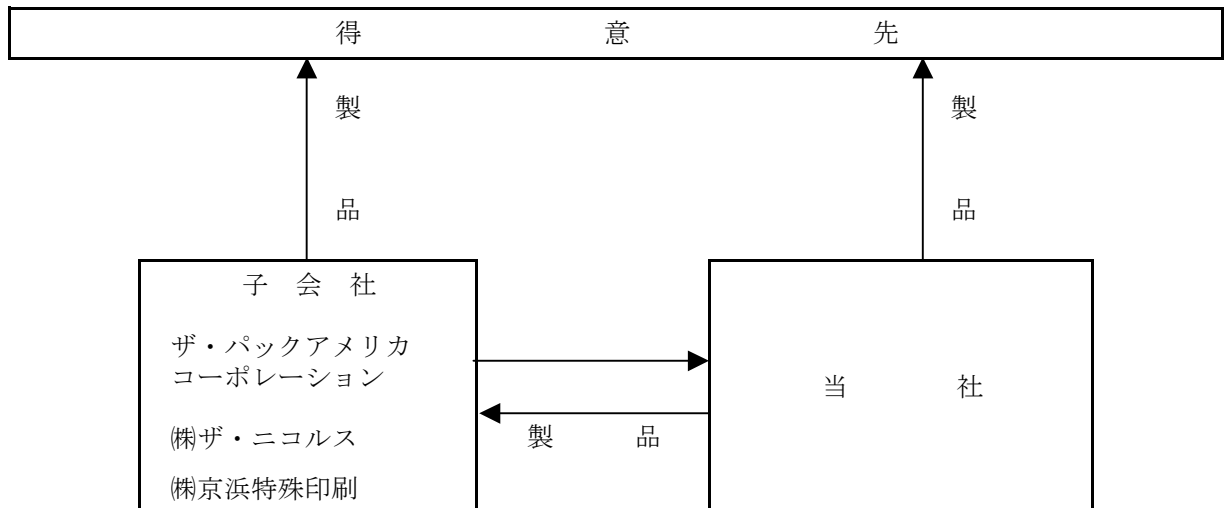 得意先
製品
製品
子会社
ザ・パックアメリカ
コーポレーション
㈱ザ・ニコルス
㈱京浜特殊印刷
当社
製品